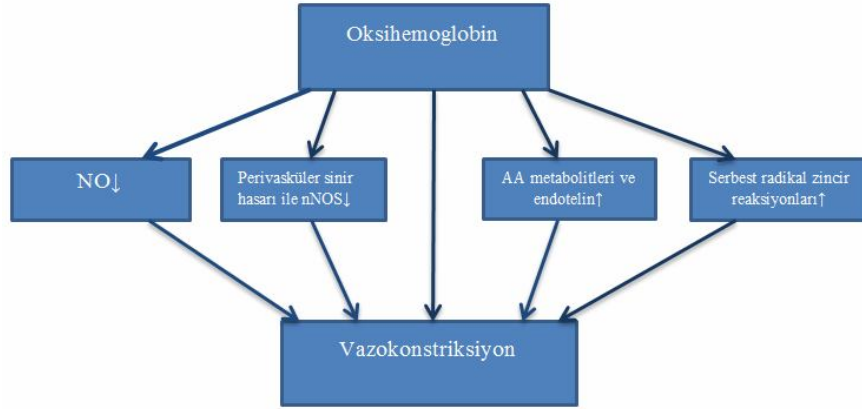 Oksihemoglobin
NO↓
Perivasküler sinir
hasarı ile nNOS↓
AA metabolitleri ve
endotelin↑
Serbest radikal zincir
reaksiyonları↑
Vazokonstriksiyon